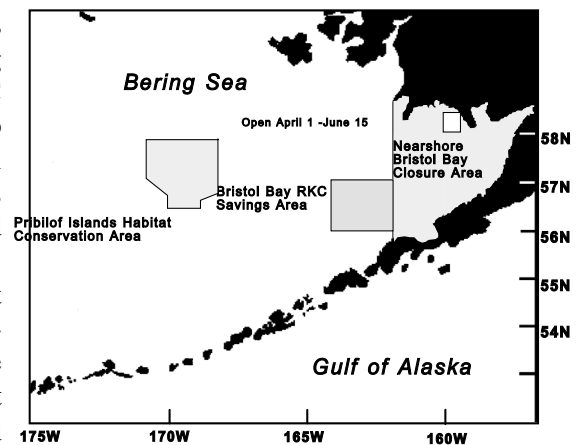 Bering Sea
Open April 1 -June 15
Nearshore
Bristol Bay
Closure Area
Bristol Bay RKC
Savings Area
Pribilof Islands Habitat
Conservation Area
Gulf of Alaska
58N
57N
56N
55N
54N
175W
170W
165W
160W